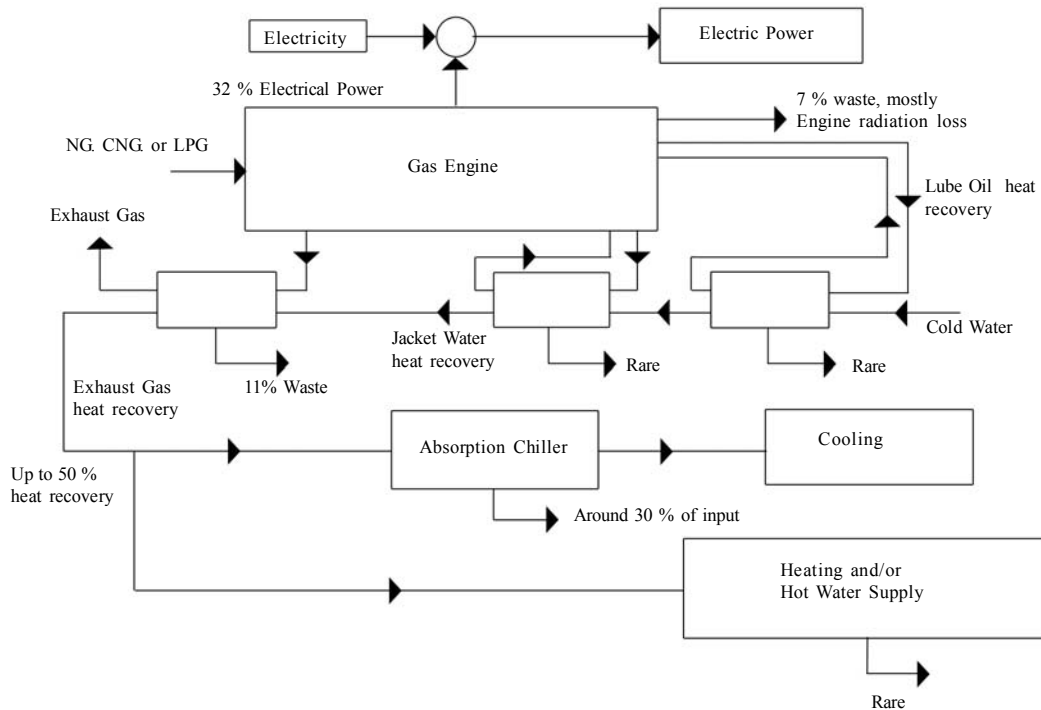 Electricity
Electric Power
32 % Electrical Power
7 % waste, mostly
Engine radiation loss
NG. CNG. or LPG
Gas Engine
Lube Oil heat
recovery
Exhaust Gas
Cold Water
Jacket Water
heat recovery
Rare
Rare
11% Waste
Exhaust Gas
heat recovery
Absorption Chiller
Cooling
Up to 50 %
heat recovery
Around 30 % of input
Heating and/or
Hot Water Supply
Rare